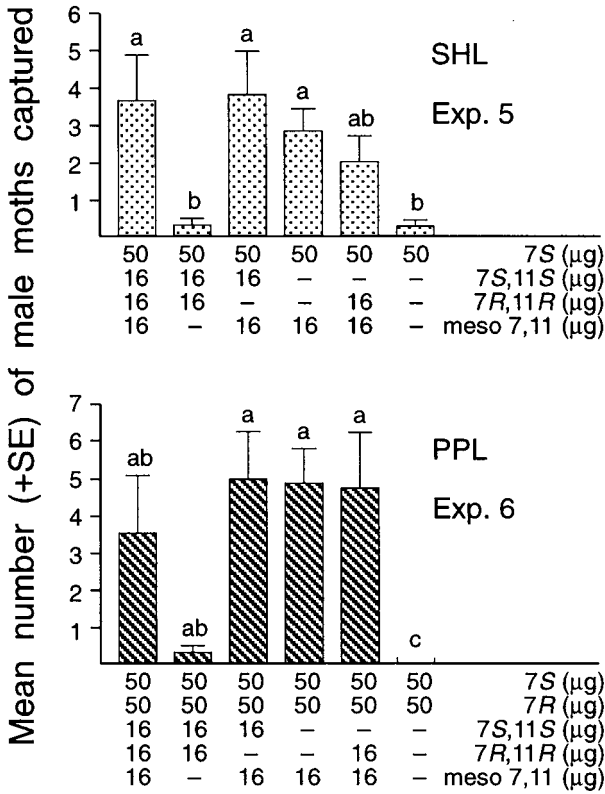 Mean number (+SE) of male moths captured
6
5
4
3
2
1
a
b
a
a
ab
b
SHL
Exp. 5
50 50 50 50 50 50 7S (µg)
16 16 16 – – – 7S,11S (µg)
16 16 – – 16 – 7R,11R (µg)
16 – 16 16 16 – meso 7,11 (µg)
7
6
5
4
3
2
1
ab
ab
a
a
a
c
PPL
Exp. 6
50 50 50 50 50 50 7S (µg)
50 50 50 50 50 50 7R (µg)
16 16 16 – – – 7S,11S (µg)
16 16 – – 16 – 7R,11R (µg)
16 – 16 16 16 – meso 7,11 (µg)